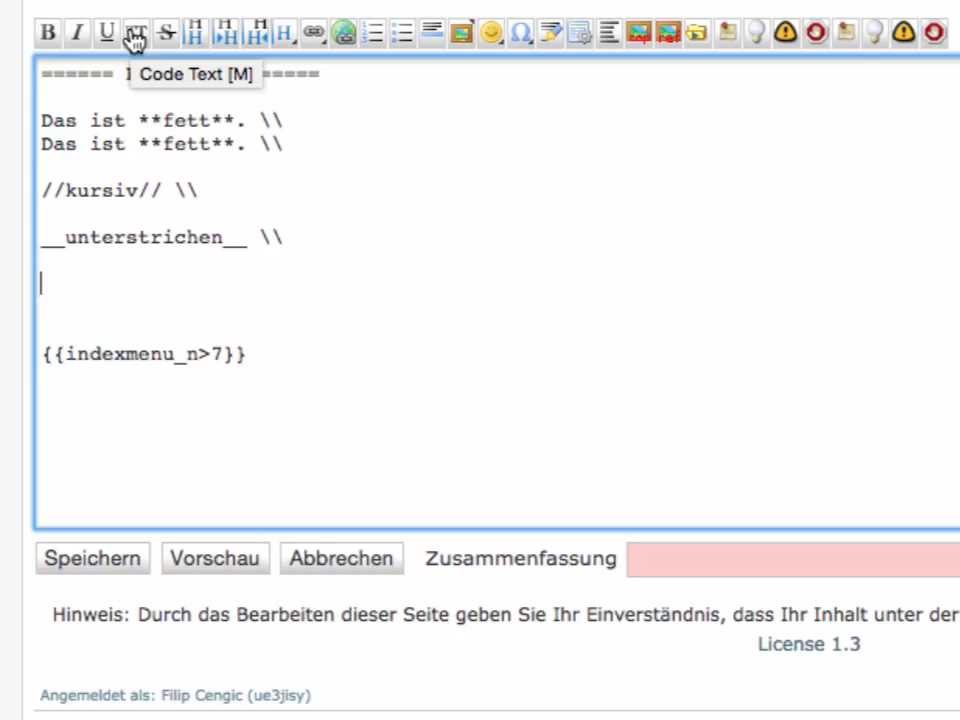 B I U TT S H H H H H H H Ω
====== Code Text [M] =====
Das ist **fett**. \\
Das ist **fett**. \\
//kursiv// \\
__unterstrichen__ \\
{{indexmenu_n>7}}
Speichern Vorschau Abbrechen Zusammenfassung
Hinweis: Durch das Bearbeiten dieser Seite geben Sie Ihr Einverständnis, dass Ihr Inhalt unter der
License 1.3
Angemeldet als: Filip Cengic (ue3jisy)